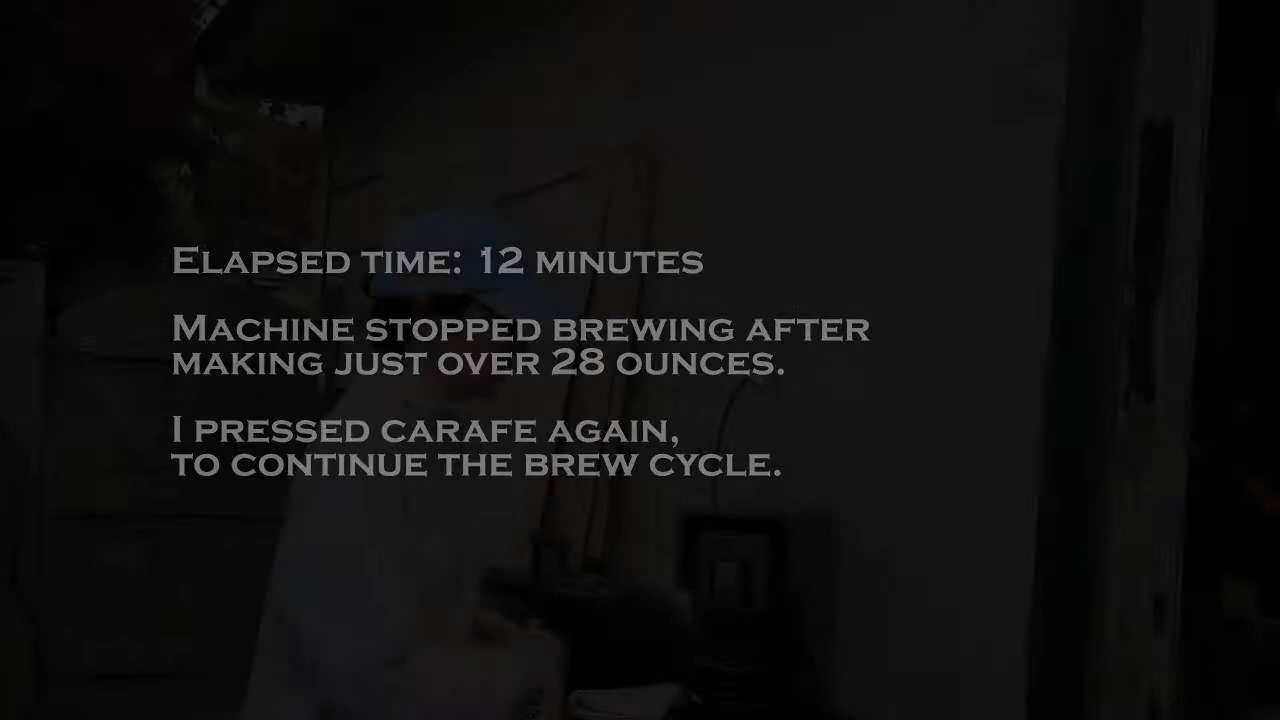 Elapsed time: 12 minutes
Machine stopped brewing after
making just over 28 ounces.
I pressed carafe again,
to continue the brew cycle.